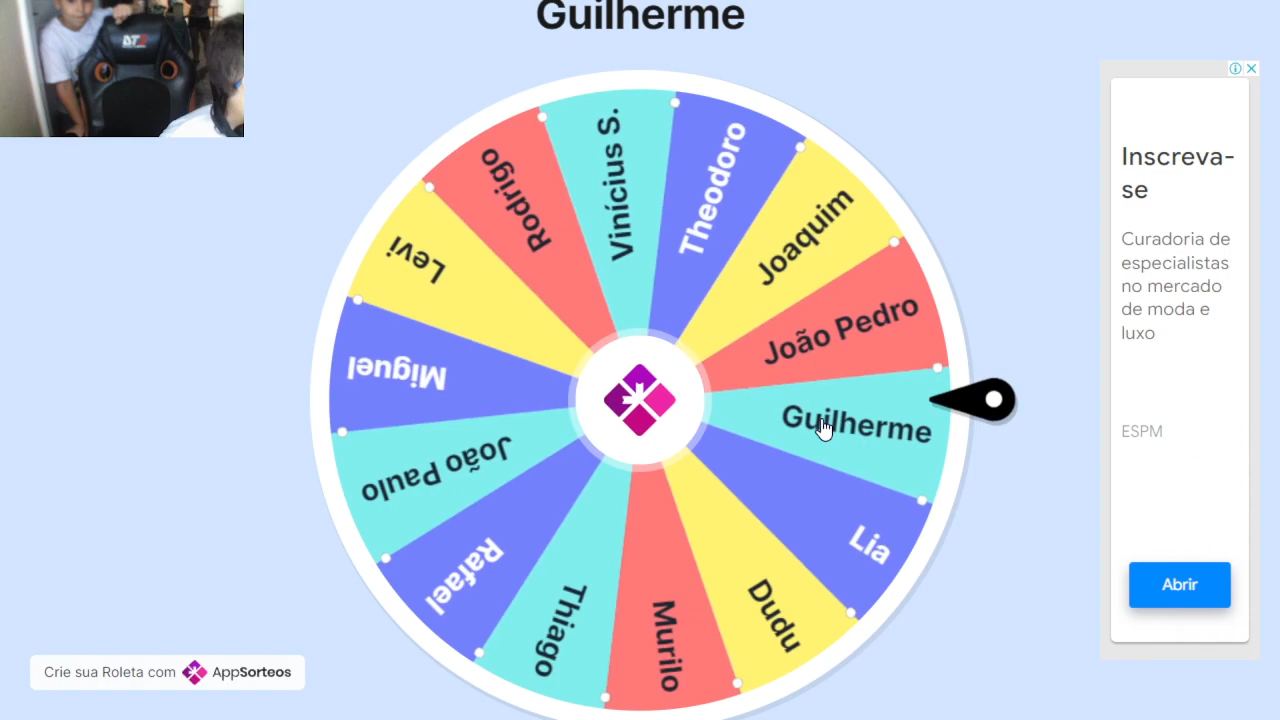 Guilherme
DT3
Vinícius S.
Theodoro
Joaquim
João Pedro
Guilherme
Lia
Dudu
Murilo
Thiago
Rafael
João Paulo
Miguel
Levi
Rodrigo
Inscreva-
se
Curadoria de
especialistas
no mercado
de moda e
luxo
ESPM
Abrir
Crie sua Roleta com AppSorteos